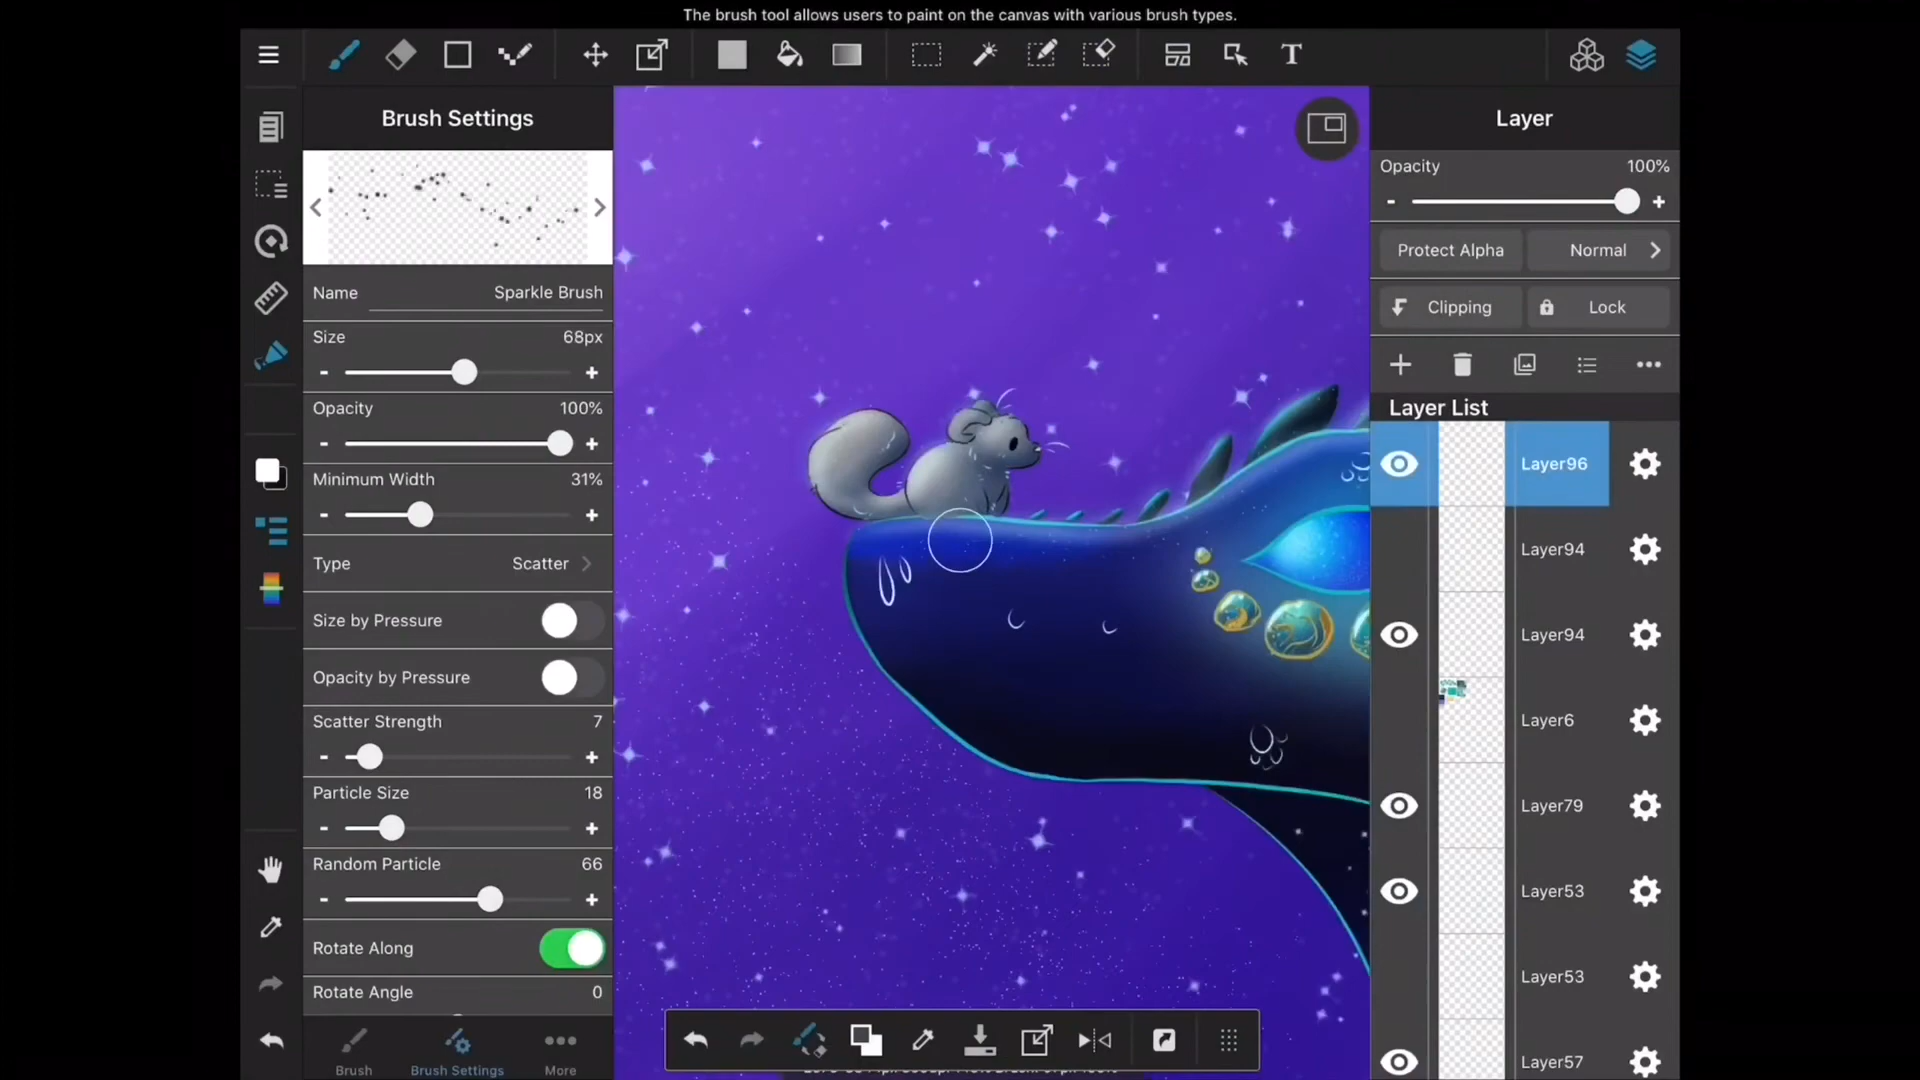 The brush tool allows users to paint on the canvas with various brush types.
T
Brush Settings
Name Sparkle Brush
Size 68px
- +
Opacity 100%
- +
Minimum Width 31%
- +
Type Scatter
Size by Pressure
Opacity by Pressure
Scatter Strength 7
- +
Particle Size 18
- +
Random Particle 66
- +
Rotate Along
Rotate Angle 0
Brush
Brush Settings
More
Layer
Opacity 100%
- +
Protect Alpha
Normal
Clipping
Lock
Layer List
Layer96
Layer94
Layer94
Layer6
Layer79
Layer53
Layer53
Layer57